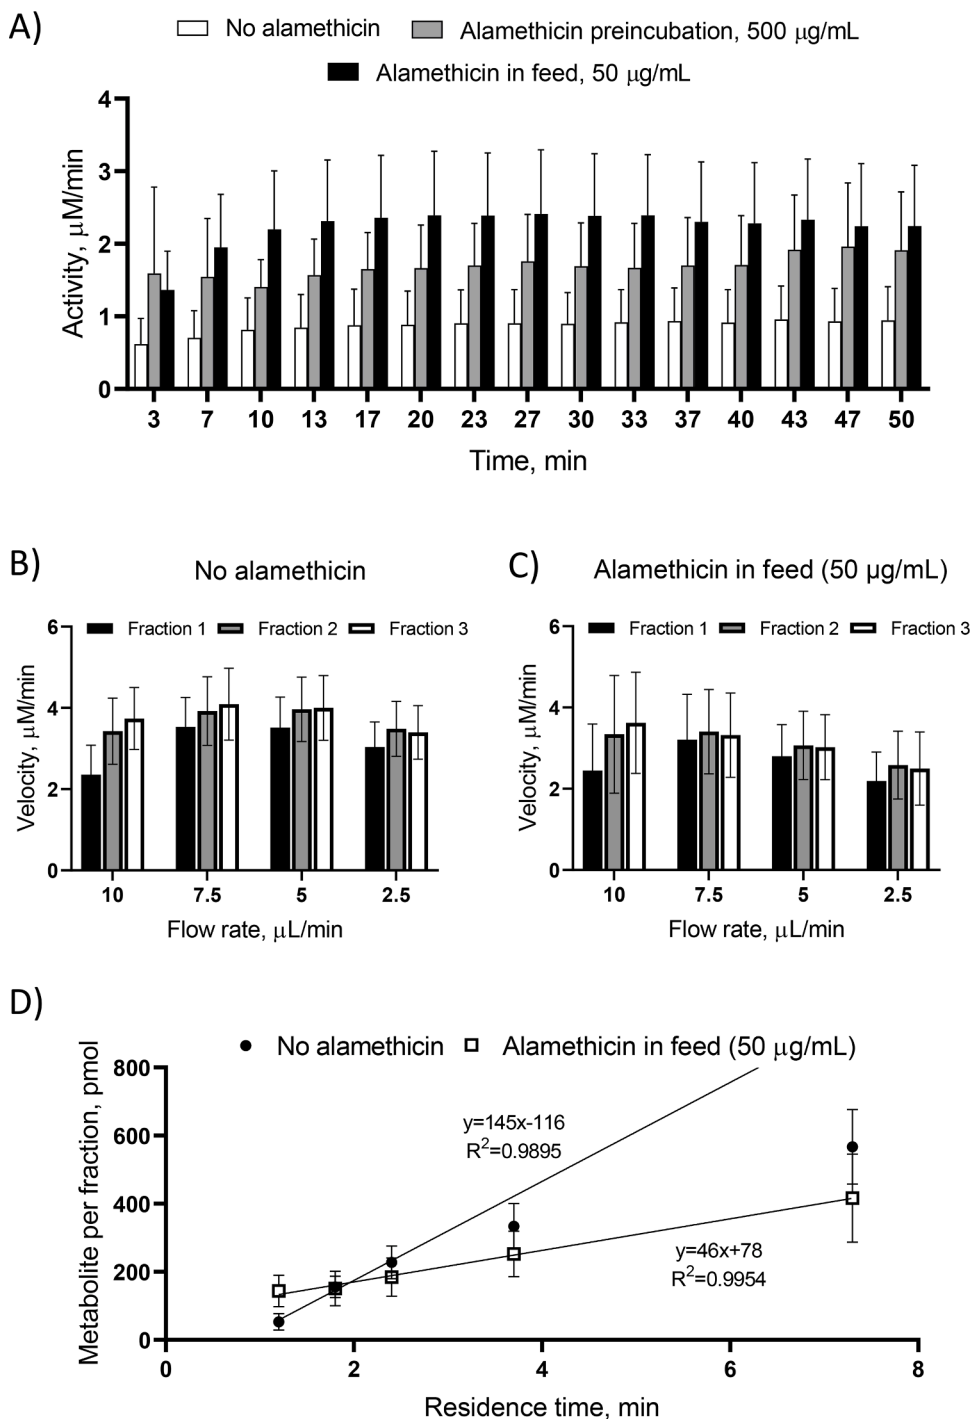 A)
No alamethicin
Alamethicin preincubation, 500 μg/mL
Alamethicin in feed, 50 μg/mL
Activity, μM/min
4
3
2
1
0
3 7 10 13 17 20 23 27 30 33 37 40 43 47 50
Time, min
B)
No alamethicin
Fraction 1 Fraction 2 Fraction 3
Velocity, μM/min
6
4
2
0
10 7.5 5 2.5
Flow rate, μL/min
C)
Alamethicin in feed (50 μg/mL)
Fraction 1 Fraction 2 Fraction 3
Velocity, μM/min
6
4
2
0
10 7.5 5 2.5
Flow rate, μL/min
D)
No alamethicin
Alamethicin in feed (50 μg/mL)
Metabolite per fraction, pmol
800
600
400
200
0
y=145x-116
R²=0.9895
y=46x+78
R²=0.9954
0 2 4 6 8
Residence time, min